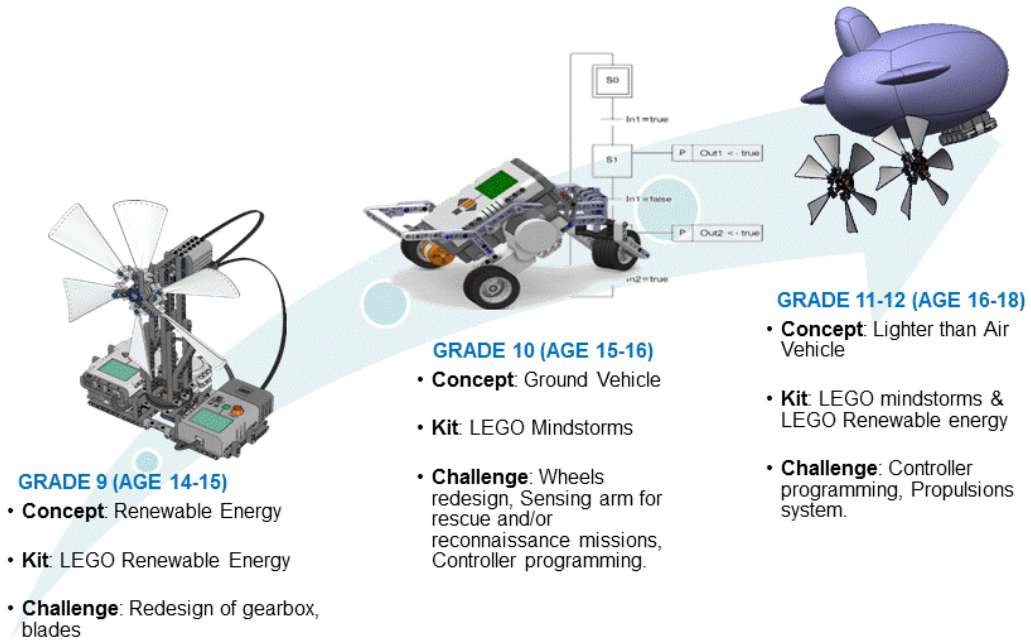 S0
In1=true
S1
P Out1 <- true
In1=false
P Out2 <- true
In2=true
GRADE 9 (AGE 14-15)
• Concept: Renewable Energy
• Kit: LEGO Renewable Energy
• Challenge: Redesign of gearbox,
blades
GRADE 10 (AGE 15-16)
• Concept: Ground Vehicle
• Kit: LEGO Mindstorms
• Challenge: Wheels
redesign, Sensing arm for
rescue and/or
reconnaissance missions,
Controller programming.
GRADE 11-12 (AGE 16-18)
• Concept: Lighter than Air
Vehicle
• Kit: LEGO mindstorms &
LEGO Renewable energy
• Challenge: Controller
programming, Propulsions
system.